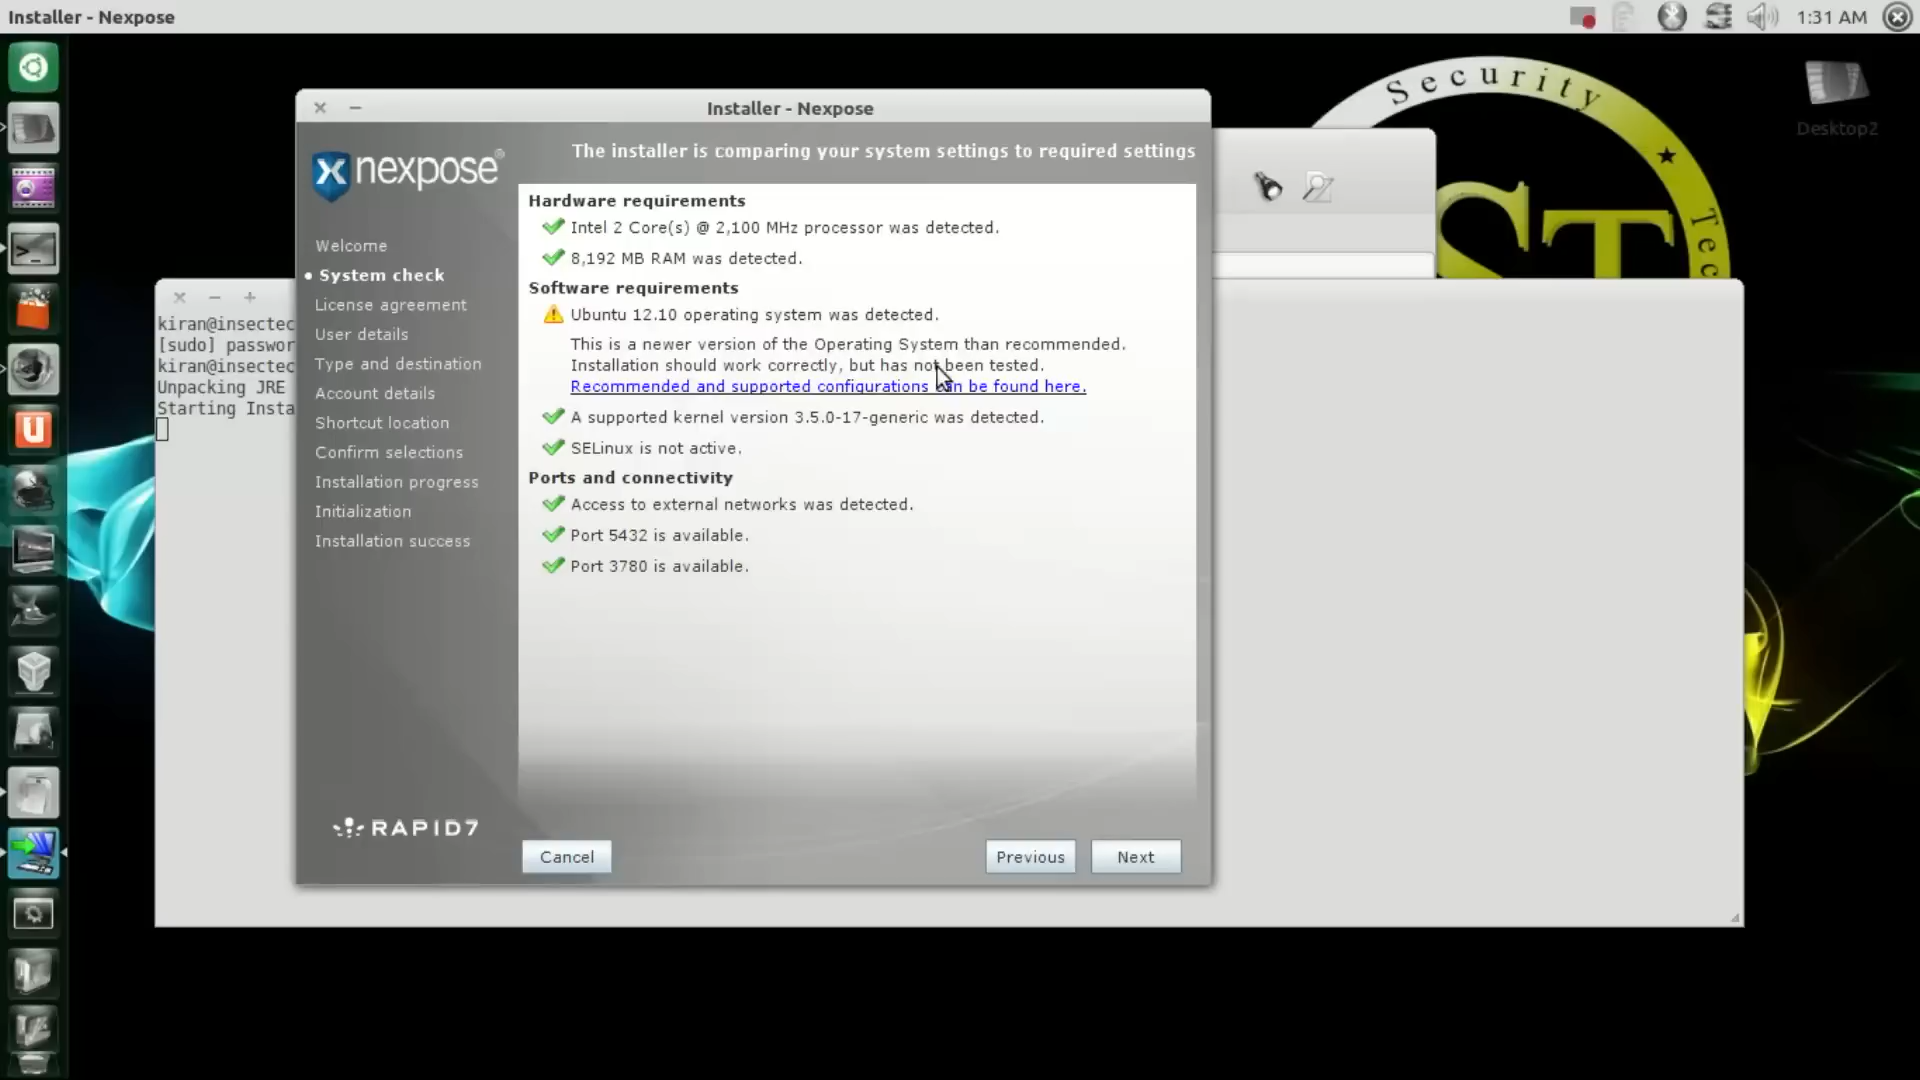 Installer - Nexpose
1:31 AM
Security
Tec
ST
Desktop2
Installer - Nexpose
nexpose®
The installer is comparing your system settings to required settings
Welcome
• System check
License agreement
User details
Type and destination
Account details
Shortcut location
Confirm selections
Installation progress
Initialization
Installation success
Hardware requirements
Intel 2 Core(s) @ 2,100 MHz processor was detected.
8,192 MB RAM was detected.
Software requirements
Ubuntu 12.10 operating system was detected.
This is a newer version of the Operating System than recommended.
Installation should work correctly, but has not been tested.
Recommended and supported configurations can be found here.
A supported kernel version 3.5.0-17-generic was detected.
SELinux is not active.
Ports and connectivity
Access to external networks was detected.
Port 5432 is available.
Port 3780 is available.
RAPID7
Cancel
Previous
Next
kiran@insectec
[sudo] passwor
kiran@insectec
Unpacking JRE
Starting Insta